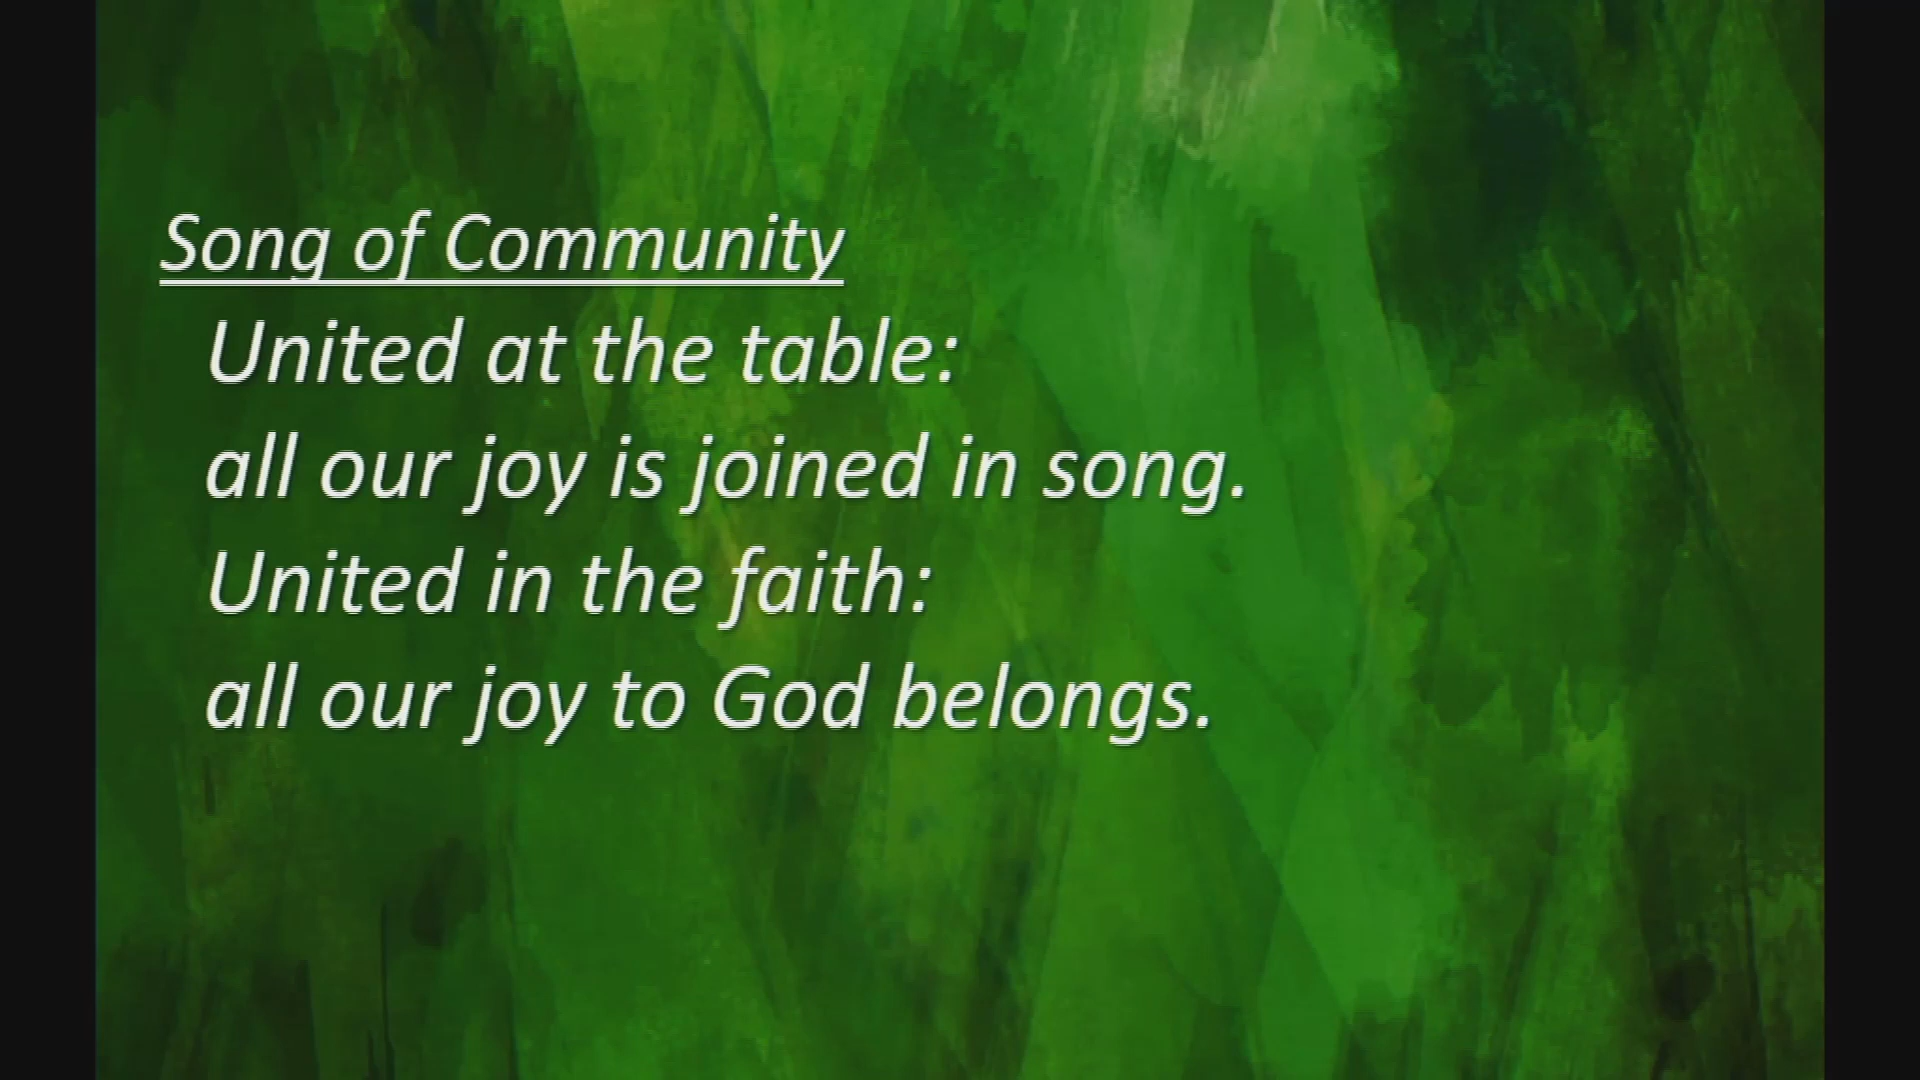 Song of Community
United at the table:
all our joy is joined in song.
United in the faith:
all our joy to God belongs.